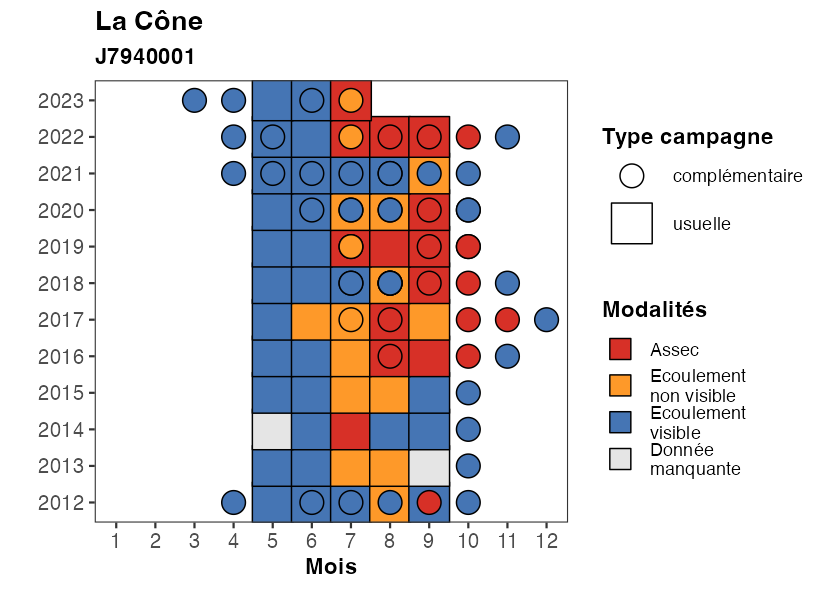 La Cône
J7940001
2023
2022
2021
2020
2019
2018
2017
2016
2015
2014
2013
2012
1 2 3 4 5 6 7 8 9 10 11 12
Mois
Type campagne
complémentaire
usuelle
Modalités
Assec
Ecoulement
non visible
Ecoulement
visible
Donnée
manquante